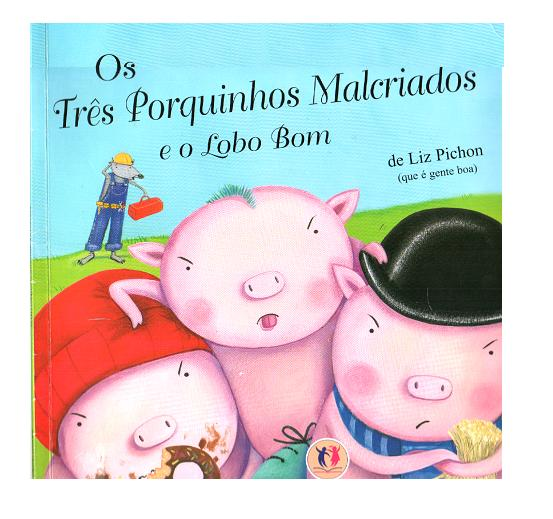 Os
Três Porquinhos Malcriados
e o Lobo Bom
de Liz Pichon
(que é gente boa)